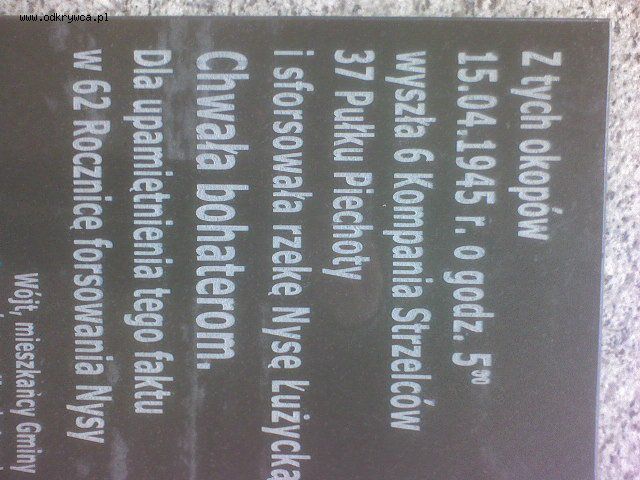 www.odkrywca.pl
Z tych okopów
15.04.1945 r. o godz. 5⁰⁰
wyszła 6 Kompania Strzelców
37 Pułku Piechoty
i sforsowała rzekę Nysę Łużycką
Chwała bohaterom.
Dla upamiętnienia tego faktu
w 62 Rocznicę forsowania Nysy
Wójt, mieszkańcy Gminy